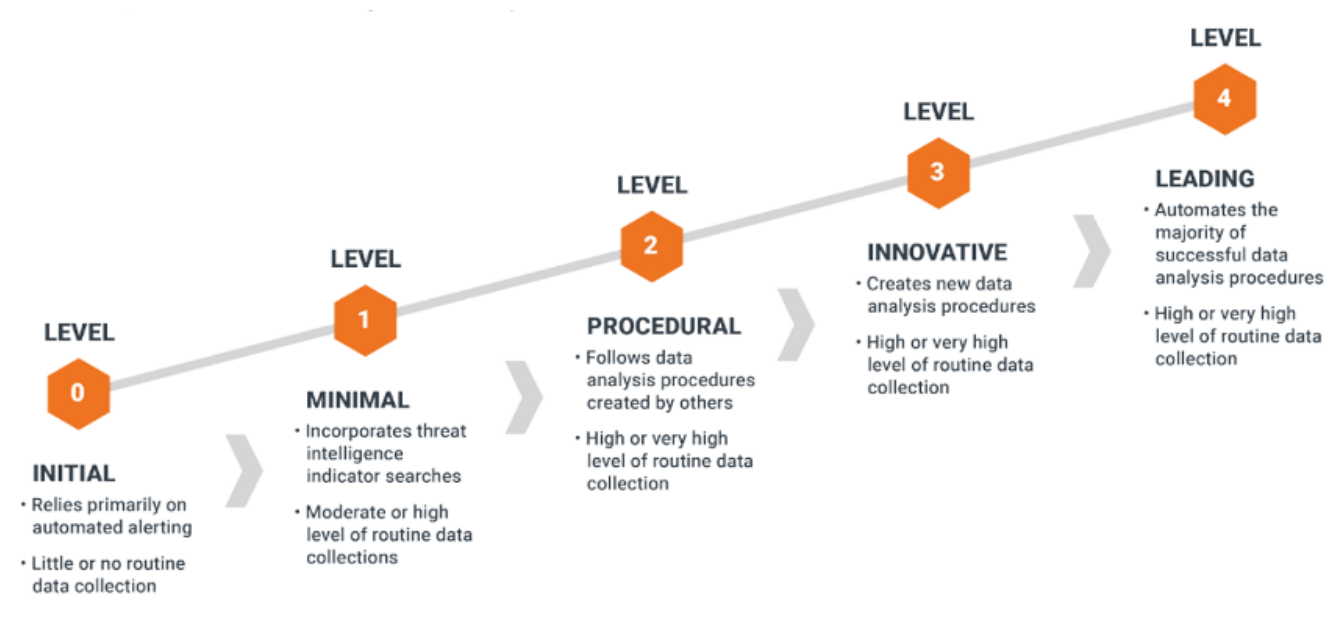 LEVEL
0
INITIAL
• Relies primarily on
automated alerting
• Little or no routine
data collection
LEVEL
1
MINIMAL
• Incorporates threat
intelligence
indicator searches
• Moderate or high
level of routine data
collections
LEVEL
2
PROCEDURAL
• Follows data
analysis procedures
created by others
• High or very high
level of routine data
collection
LEVEL
3
INNOVATIVE
• Creates new data
analysis procedures
• High or very high
level of routine data
collection
LEVEL
4
LEADING
• Automates the
majority of
successful data
analysis procedures
• High or very high
level of routine data
collection